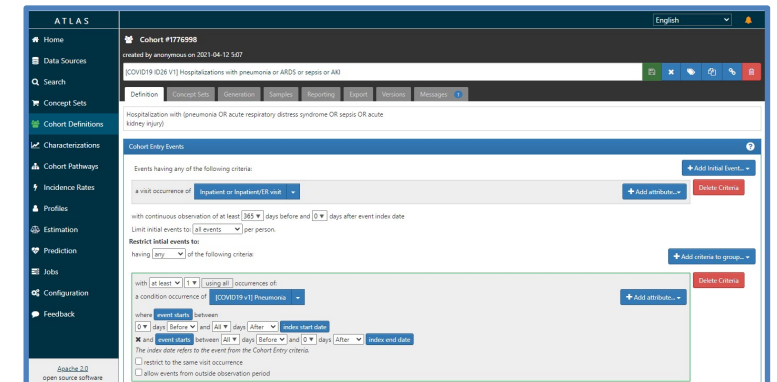 ATLAS
English
Home
Data Sources
Search
Concept Sets
Cohort Definitions
Characterizations
Cohort Pathways
Incidence Rates
Profiles
Estimation
Prediction
Jobs
Configuration
Feedback
Apache 2.0
open source software
Cohort #1776998
created by anonymous on 2021-04-12 5:07
[COVID19 ID26 V1] Hospitalizations with pneumonia or ARDS or sepsis or AKI
Definition Concept Sets Generation Samples Reporting Export Versions Messages 1
Hospitalization with (pneumonia OR acute respiratory distress syndrome OR sepsis OR acute
kidney injury)
Cohort Entry Events ?
Events having any of the following criteria: + Add Initial Event...
a visit occurrence of Inpatient or Inpatient/ER visit + Add attribute... Delete Criteria
with continuous observation of at least 365 days before and 0 days after event index date
Limit initial events to: all events per person.
Restrict intial events to:
having any of the following criteria: + Add criteria to group...
with at least 1 using all occurrences of: Delete Criteria
a condition occurrence of [COVID19 v1] Pneumonia + Add attribute...
where event starts between
0 days Before and All days After index start date
and event starts between All days Before and 0 days After index end date
The index date refers to the event from the Cohort Entry criteria.
restrict to the same visit occurrence
allow events from outside observation period